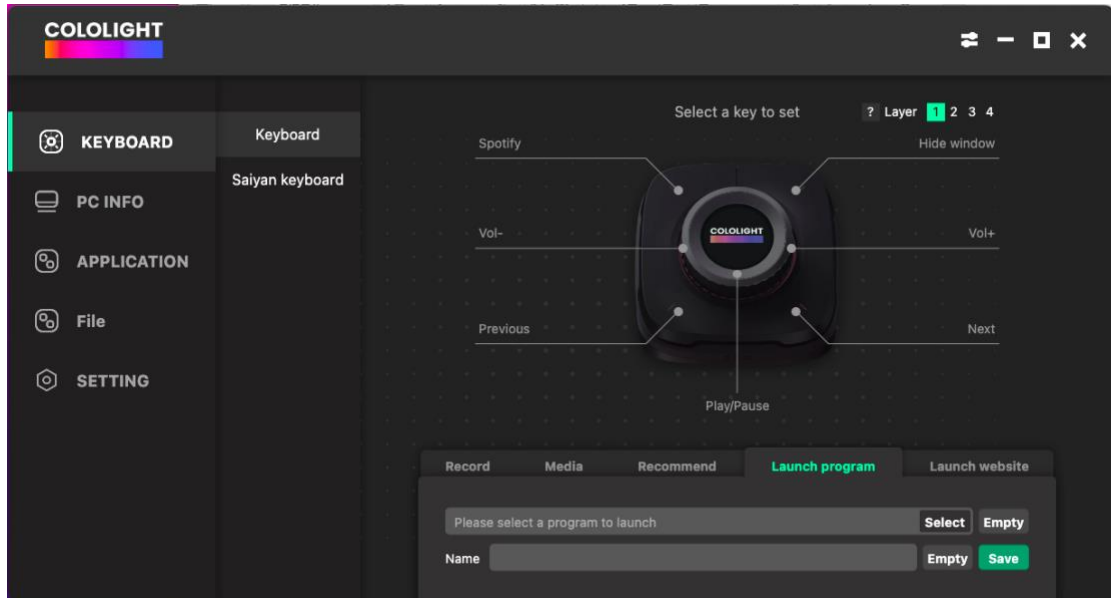 COLOLIGHT
KEYBOARD
PC INFO
APPLICATION
File
SETTING
Keyboard
Saiyan keyboard
Select a key to set
? Layer 1 2 3 4
Spotify
Hide window
COLOLIGHT
Vol-
Vol+
Previous
Next
Play/Pause
Record Media Recommend Launch program Launch website
Please select a program to launch Select Empty
Name Empty Save